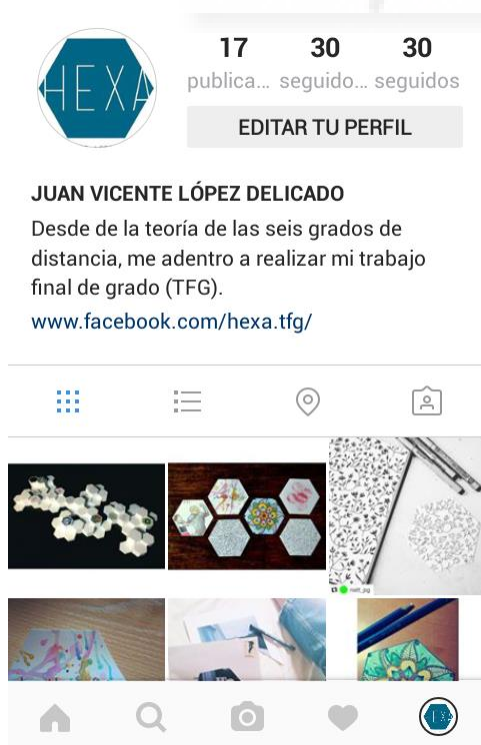 HEXA
17 30 30
publica... seguido... seguidos
EDITAR TU PERFIL
JUAN VICENTE LÓPEZ DELICADO
Desde de la teoría de las seis grados de
distancia, me adentro a realizar mi trabajo
final de grado (TFG).
www.facebook.com/hexa.tfg/
HEXA